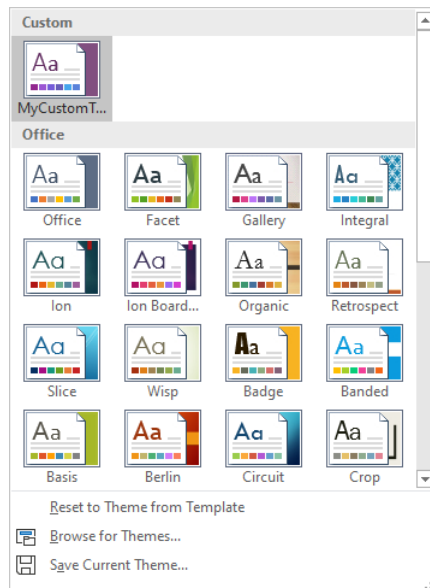 Custom
Aa
MyCustomT...
Office
Aa Aa Aa Aa
Office Facet Gallery Integral
Aa Aa Aa Aa
Ion Ion Board... Organic Retrospect
Aa Aa Aa Aa
Slice Wisp Badge Banded
Aa Aa Aa Aa
Basis Berlin Circuit Crop
Reset to Theme from Template
Browse for Themes...
Save Current Theme...